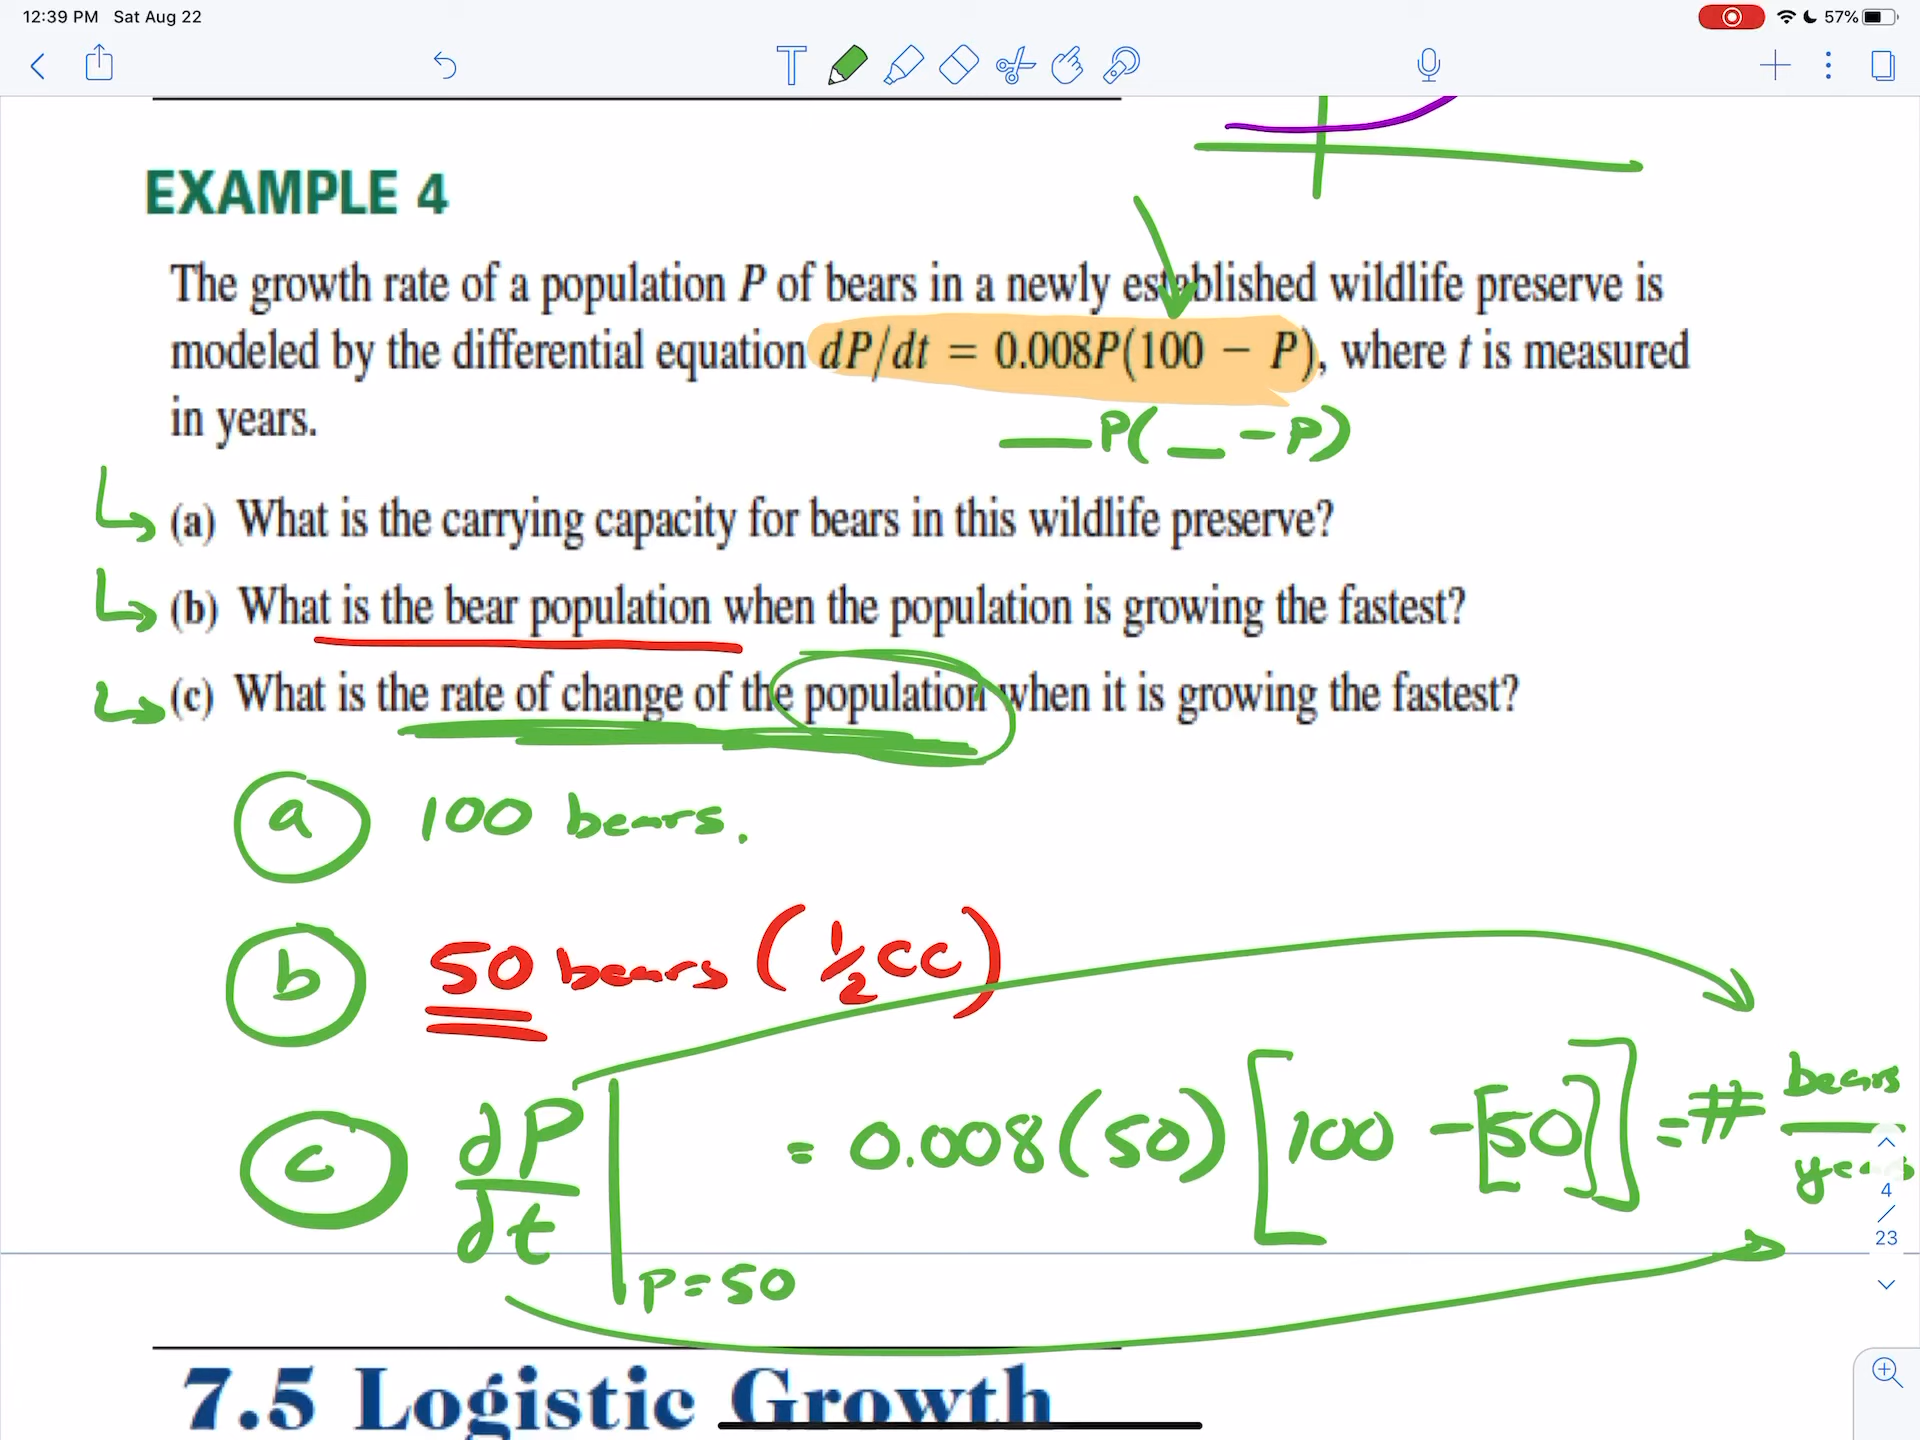 12:39 PM Sat Aug 22
57%
T
EXAMPLE 4
The growth rate of a population P of bears in a newly established wildlife preserve is
modeled by the differential equation dP/dt = 0.008P(100 − P), where t is measured
in years.
__P(__-P)
(a) What is the carrying capacity for bears in this wildlife preserve?
(b) What is the bear population when the population is growing the fastest?
(c) What is the rate of change of the population when it is growing the fastest?
a 100 bears.
b 50 bears (½CC)
c dP/dt | P=50 = 0.008(50)[100-[50]] = # bears/years
4
/
23
7.5 Logistic Growth